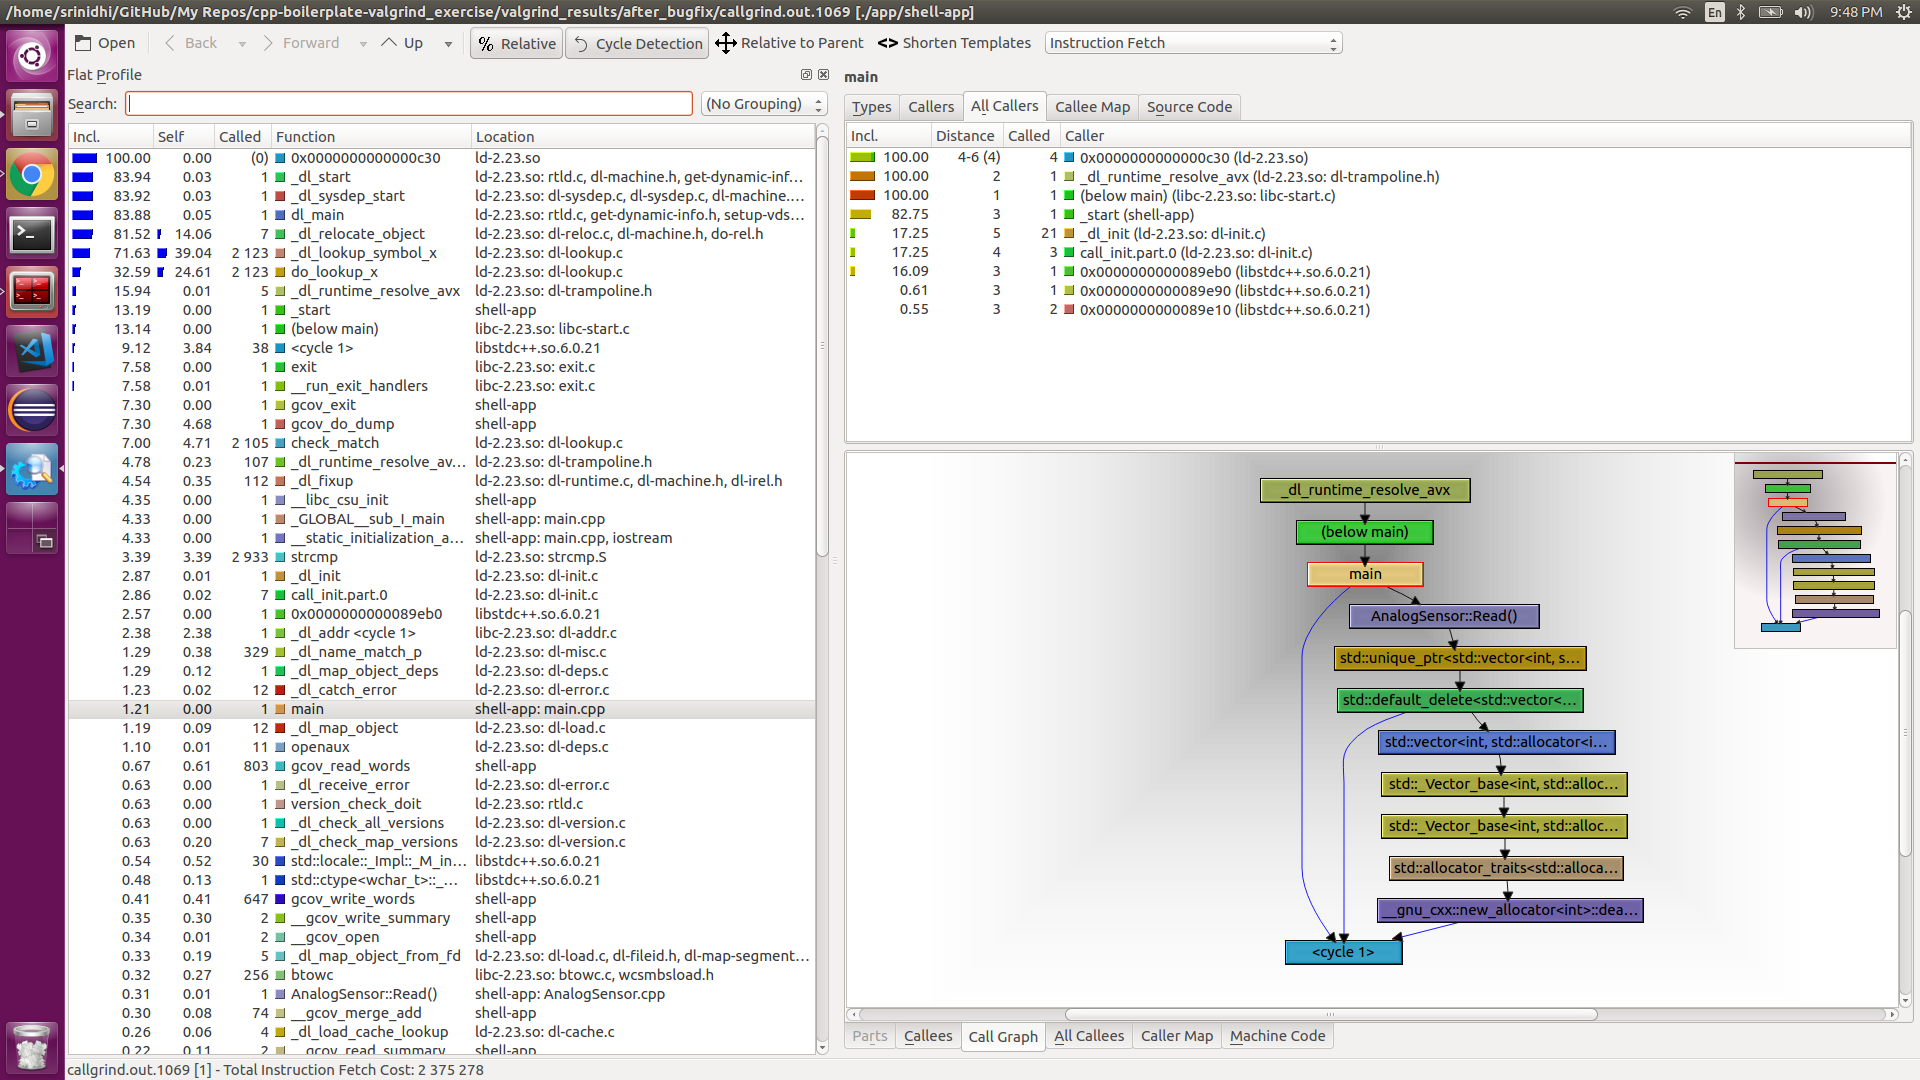 /home/srinidhi/GitHub/My Repos/cpp-boilerplate-valgrind_exercise/valgrind_results/after_bugfix/callgrind.out.1069 [./app/shell-app]
En 9:48 PM
Open Back Forward Up % Relative Cycle Detection Relative to Parent <> Shorten Templates Instruction Fetch
Flat Profile
Search: (No Grouping)
Incl. Self Called Function Location
100.00 0.00 (0) 0x0000000000000c30 ld-2.23.so
83.94 0.03 1 _dl_start ld-2.23.so: rtld.c, dl-machine.h, get-dynamic-inf...
83.92 0.03 1 _dl_sysdep_start ld-2.23.so: dl-sysdep.c, dl-sysdep.c, dl-machine....
83.88 0.05 1 dl_main ld-2.23.so: rtld.c, get-dynamic-info.h, setup-vds...
81.52 14.06 7 _dl_relocate_object ld-2.23.so: dl-reloc.c, dl-machine.h, do-rel.h
71.63 39.04 2 123 _dl_lookup_symbol_x ld-2.23.so: dl-lookup.c
32.59 24.61 2 123 do_lookup_x ld-2.23.so: dl-lookup.c
15.94 0.01 5 _dl_runtime_resolve_avx ld-2.23.so: dl-trampoline.h
13.19 0.00 1 _start shell-app
13.14 0.00 1 (below main) libc-2.23.so: libc-start.c
9.12 3.84 38 <cycle 1> libstdc++.so.6.0.21
7.58 0.00 1 exit libc-2.23.so: exit.c
7.58 0.01 1 __run_exit_handlers libc-2.23.so: exit.c
7.30 0.00 1 gcov_exit shell-app
7.30 4.68 1 gcov_do_dump shell-app
7.00 4.71 2 105 check_match ld-2.23.so: dl-lookup.c
4.78 0.23 107 _dl_runtime_resolve_av... ld-2.23.so: dl-trampoline.h
4.54 0.35 112 _dl_fixup ld-2.23.so: dl-runtime.c, dl-machine.h, dl-irel.h
4.35 0.00 1 __libc_csu_init shell-app
4.33 0.00 1 _GLOBAL__sub_I_main shell-app: main.cpp
4.33 0.00 1 __static_initialization_a... shell-app: main.cpp, iostream
3.39 3.39 2 933 strcmp ld-2.23.so: strcmp.S
2.87 0.01 1 _dl_init ld-2.23.so: dl-init.c
2.86 0.02 7 call_init.part.0 ld-2.23.so: dl-init.c
2.57 0.00 1 0x0000000000089eb0 libstdc++.so.6.0.21
2.38 2.38 1 _dl_addr <cycle 1> libc-2.23.so: dl-addr.c
1.29 0.38 329 _dl_name_match_p ld-2.23.so: dl-misc.c
1.29 0.12 1 _dl_map_object_deps ld-2.23.so: dl-deps.c
1.23 0.02 12 _dl_catch_error ld-2.23.so: dl-error.c
1.21 0.00 1 main shell-app: main.cpp
1.19 0.09 12 _dl_map_object ld-2.23.so: dl-load.c
1.10 0.01 11 openaux ld-2.23.so: dl-deps.c
0.67 0.61 803 gcov_read_words shell-app
0.63 0.00 1 _dl_receive_error ld-2.23.so: dl-error.c
0.63 0.00 1 version_check_doit ld-2.23.so: rtld.c
0.63 0.00 1 _dl_check_all_versions ld-2.23.so: dl-version.c
0.63 0.20 7 _dl_check_map_versions ld-2.23.so: dl-version.c
0.54 0.52 30 std::locale::_Impl::_M_in... libstdc++.so.6.0.21
0.48 0.13 1 std::ctype<wchar_t>::_... libstdc++.so.6.0.21
0.41 0.41 647 gcov_write_words shell-app
0.35 0.30 2 __gcov_write_summary shell-app
0.34 0.01 2 __gcov_open shell-app
0.33 0.19 5 _dl_map_object_from_fd ld-2.23.so: dl-load.c, dl-fileid.h, dl-map-segment...
0.32 0.27 256 btowc libc-2.23.so: btowc.c, wcsmbsload.h
0.31 0.01 1 AnalogSensor::Read() shell-app: AnalogSensor.cpp
0.30 0.08 74 __gcov_merge_add shell-app
0.26 0.06 4 _dl_load_cache_lookup ld-2.23.so: dl-cache.c
0.22 0.11 2 __gcov_read_summary shell-app
main
Types Callers All Callers Callee Map Source Code
Incl. Distance Called Caller
100.00 4-6 (4) 4 0x0000000000000c30 (ld-2.23.so)
100.00 2 1 _dl_runtime_resolve_avx (ld-2.23.so: dl-trampoline.h)
100.00 1 1 (below main) (libc-2.23.so: libc-start.c)
82.75 3 1 _start (shell-app)
17.25 5 21 _dl_init (ld-2.23.so: dl-init.c)
17.25 4 3 call_init.part.0 (ld-2.23.so: dl-init.c)
16.09 3 1 0x0000000000089eb0 (libstdc++.so.6.0.21)
0.61 3 1 0x0000000000089e90 (libstdc++.so.6.0.21)
0.55 3 2 0x0000000000089e10 (libstdc++.so.6.0.21)
_dl_runtime_resolve_avx
(below main)
main
AnalogSensor::Read()
std::unique_ptr<std::vector<int, s...
std::default_delete<std::vector<...
std::vector<int, std::allocator<i...
std::_Vector_base<int, std::alloc...
std::_Vector_base<int, std::alloc...
std::allocator_traits<std::alloca...
__gnu_cxx::new_allocator<int>::dea...
<cycle 1>
Parts Callees Call Graph All Callees Caller Map Machine Code
callgrind.out.1069 [1] - Total Instruction Fetch Cost: 2 375 278